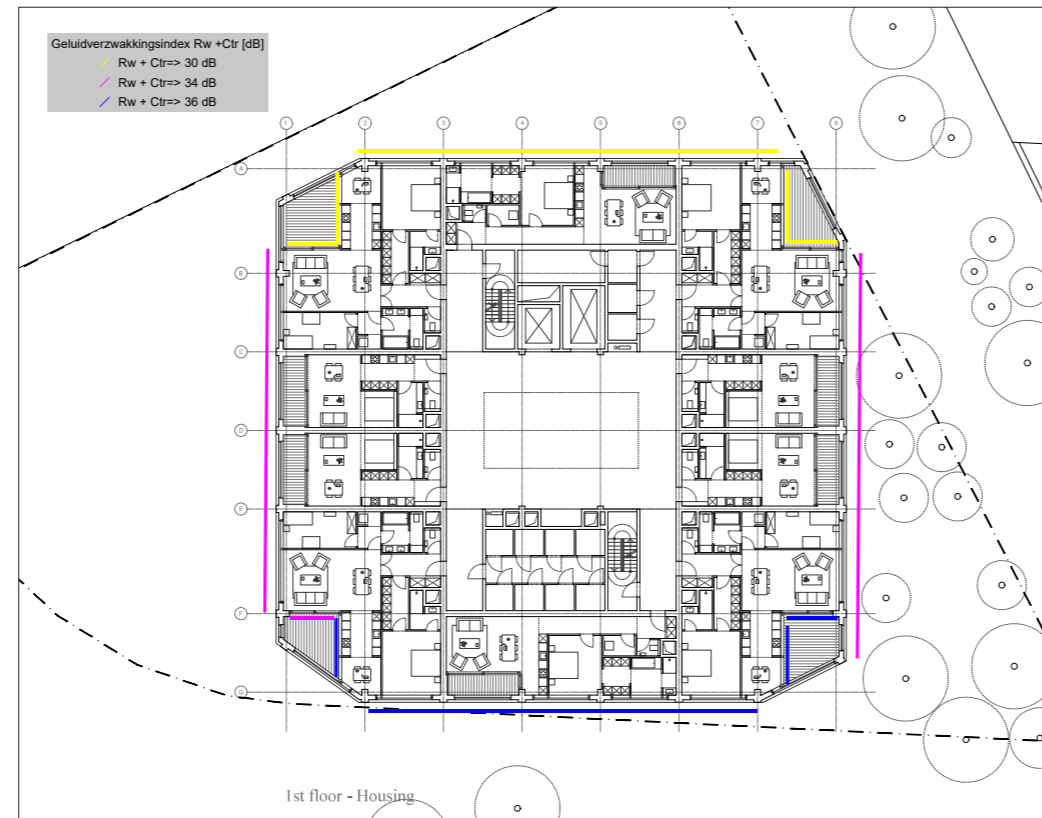 Geluidverzwakkingsindex Rw +Ctr [dB]
Rw + Ctr=> 30 dB
Rw + Ctr=> 34 dB
Rw + Ctr=> 36 dB
1 2 3 4 5 6 7 8
A
B
C
D
E
F
G
1st floor - Housing